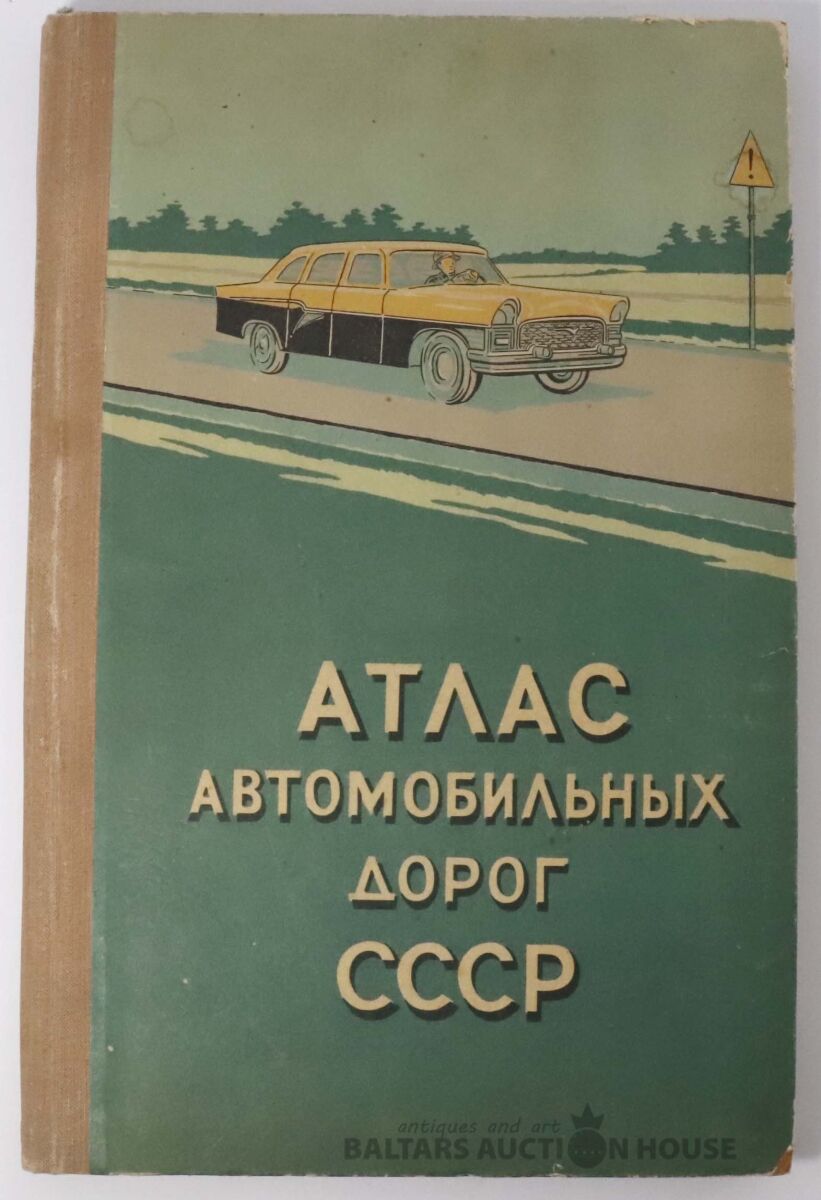 !
АТЛАС
АВТОМОБИЛЬНЫХ
ДОРОГ
СССР
antiques and art
BALTARS AUCTION HOUSE